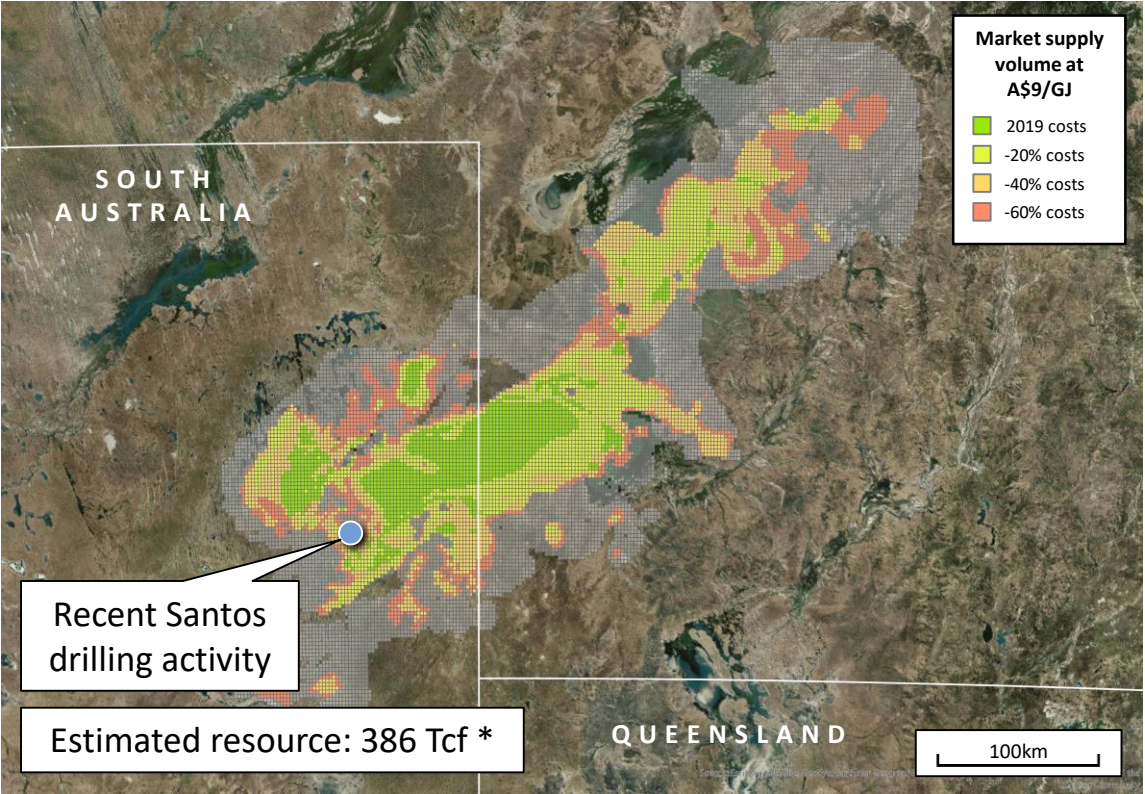 Market supply
volume at
A$9/GJ
2019 costs
-20% costs
-40% costs
-60% costs
SOUTH
AUSTRALIA
Recent Santos
drilling activity
Estimated resource: 386 Tcf *
QUEENSLAND
100km